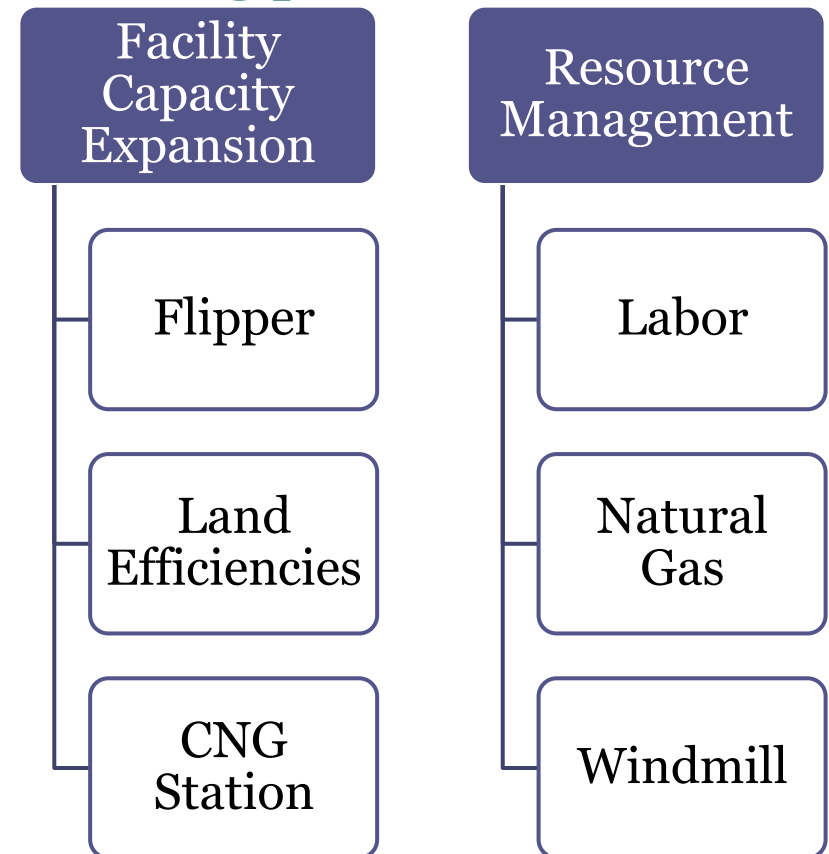 Facility
Capacity
Expansion
Flipper
Land
Efficiencies
CNG
Station
Resource
Management
Labor
Natural
Gas
Windmill